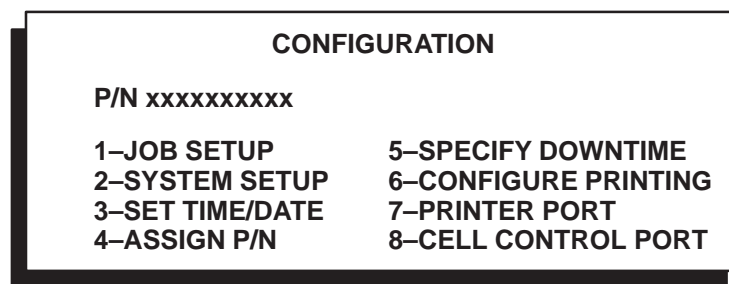 CONFIGURATION
P/N xxxxxxxxxx
1–JOB SETUP 5–SPECIFY DOWNTIME
2–SYSTEM SETUP 6–CONFIGURE PRINTING
3–SET TIME/DATE 7–PRINTER PORT
4–ASSIGN P/N 8–CELL CONTROL PORT